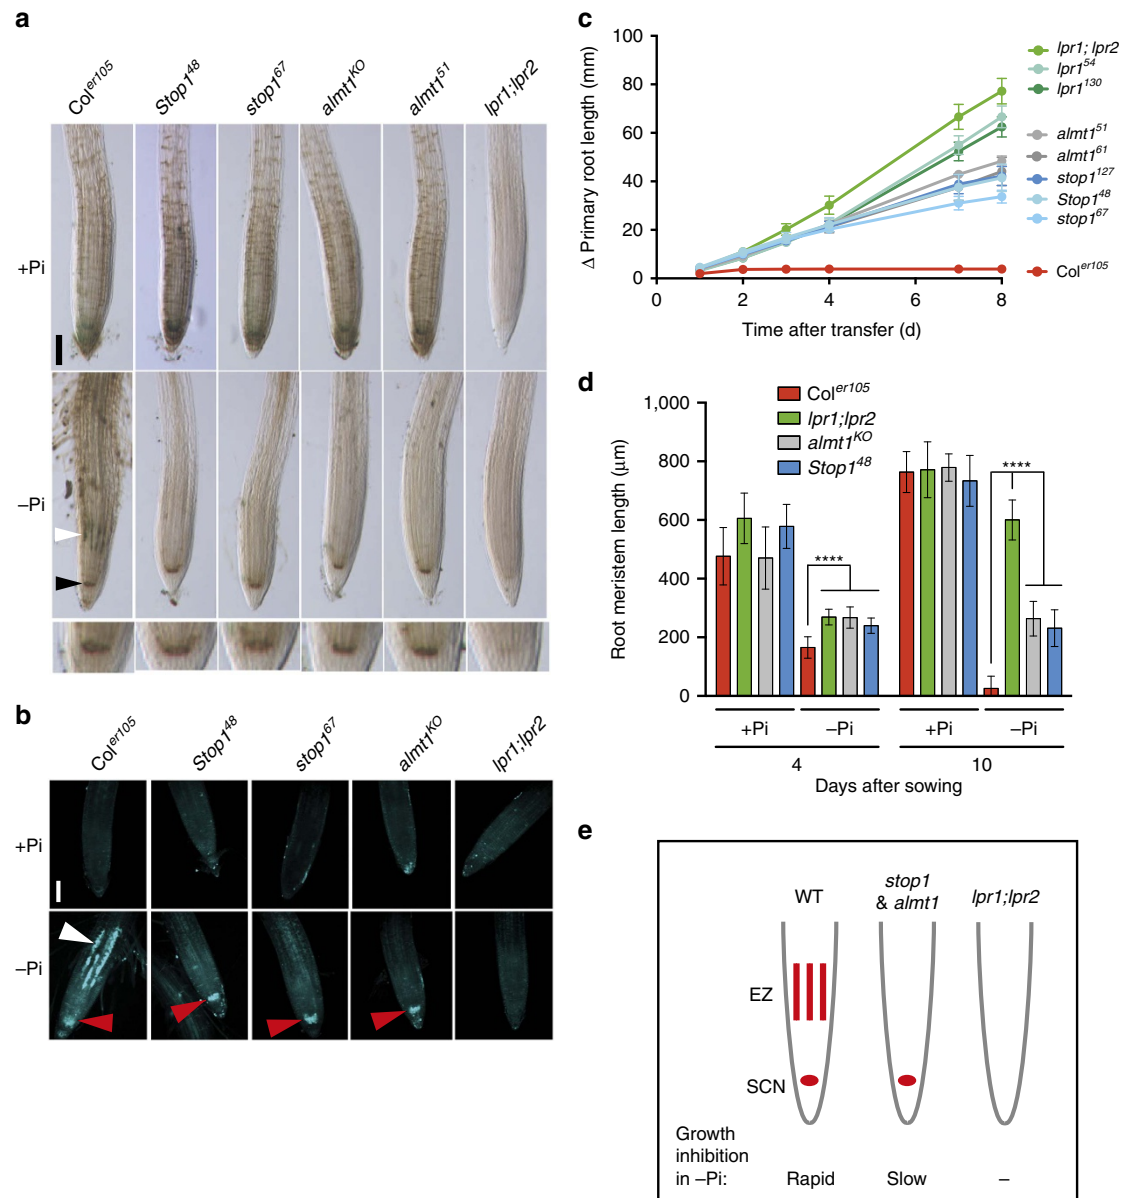 a
Col^er105
Stop1^48
stop1^67
almt1^KO
almt1^51
lpr1;lpr2
+Pi
–Pi
b
Col^er105
Stop1^48
stop1^67
almt1^KO
lpr1;lpr2
+Pi
–Pi
c
Δ Primary root length (mm)
100
80
60
40
20
0
0 2 4 6 8
Time after transfer (d)
lpr1; lpr2
lpr1^54
lpr1^130
almt1^51
almt1^61
stop1^127
Stop1^48
stop1^67
Col^er105
d
Col^er105
lpr1;lpr2
almt1^KO
Stop1^48
Root meristem length (μm)
1,000
800
600
400
200
0
****
****
+Pi –Pi +Pi –Pi
4 10
Days after sowing
e
WT
stop1
& almt1
lpr1;lpr2
EZ
SCN
Growth
inhibition
in –Pi:
Rapid Slow –